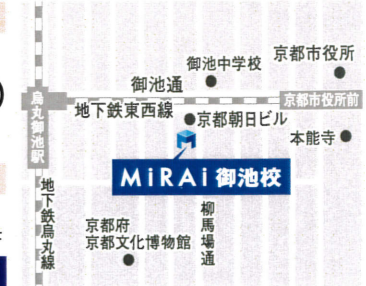 京都市役所
御池中学校
御池通
地下鉄東西線
京都市役所前
烏丸御池駅
京都朝日ビル
本能寺
MiRAi 御池校
地下鉄烏丸線
柳馬場通
京都府
京都文化博物館